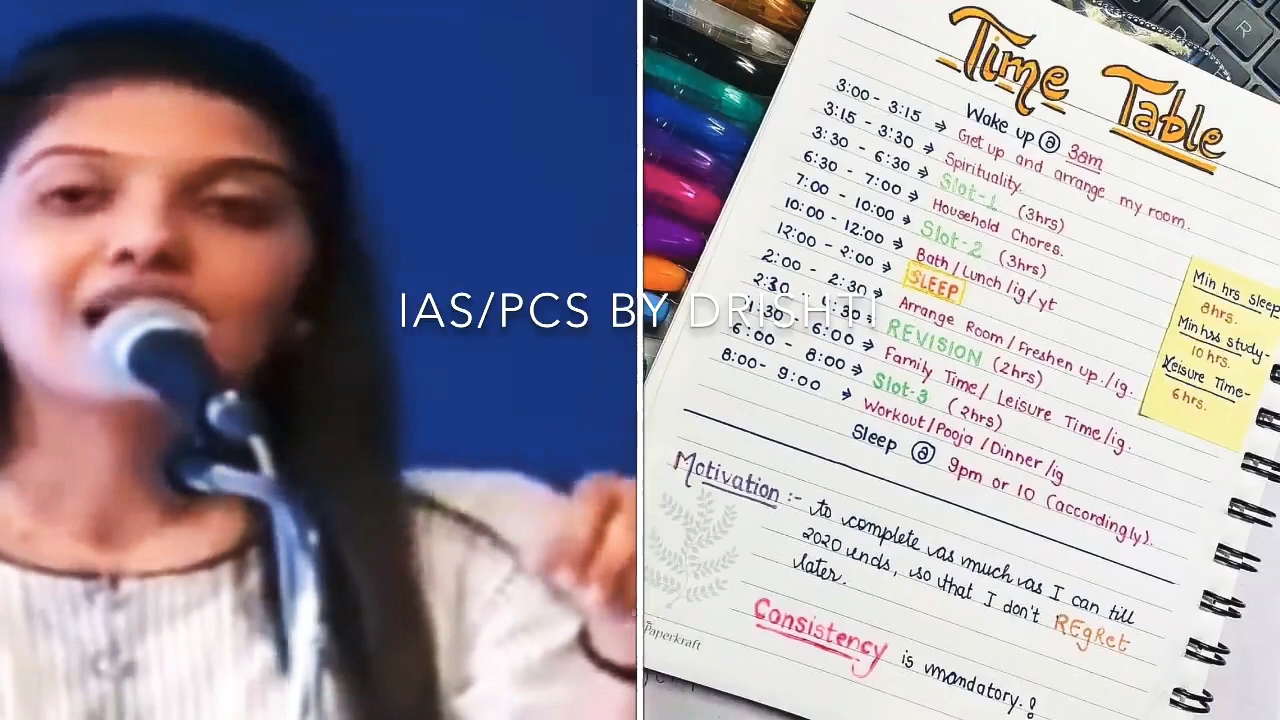 IAS/PCS BY DRISHTI
Time Table
Wake up @ 3am
3:00 - 3:15 → Get up and arrange my room.
3:15 - 3:30 → Spirituality.
3:30 - 6:30 → Slot-1 (3hrs)
6:30 - 7:00 → Household Chores.
7:00 - 10:00 → Slot-2 (3hrs)
10:00 - 12:00 → Bath/Lunch/ig/yt
12:00 - 2:00 → SLEEP
2:00 - 2:30 → Arrange Room/Freshen up./ig.
2:30 - 4:30 → REVISION (2hrs)
4:30 - 6:00 → Family Time/ Leisure Time/ig.
6:00 - 8:00 → Slot-3 (2hrs)
8:00 - 9:00 → Workout/Pooja/Dinner/ig
Sleep @ 9pm or 10 (accordingly).
Min hrs sleep
8hrs.
Min hrs study-
10 hrs.
Leisure Time-
6 hrs.
Motivation :- to complete as much as I can till
2020 ends, so that I don't REgRet
later.
Consistency is mandatory.!
Paperkraft